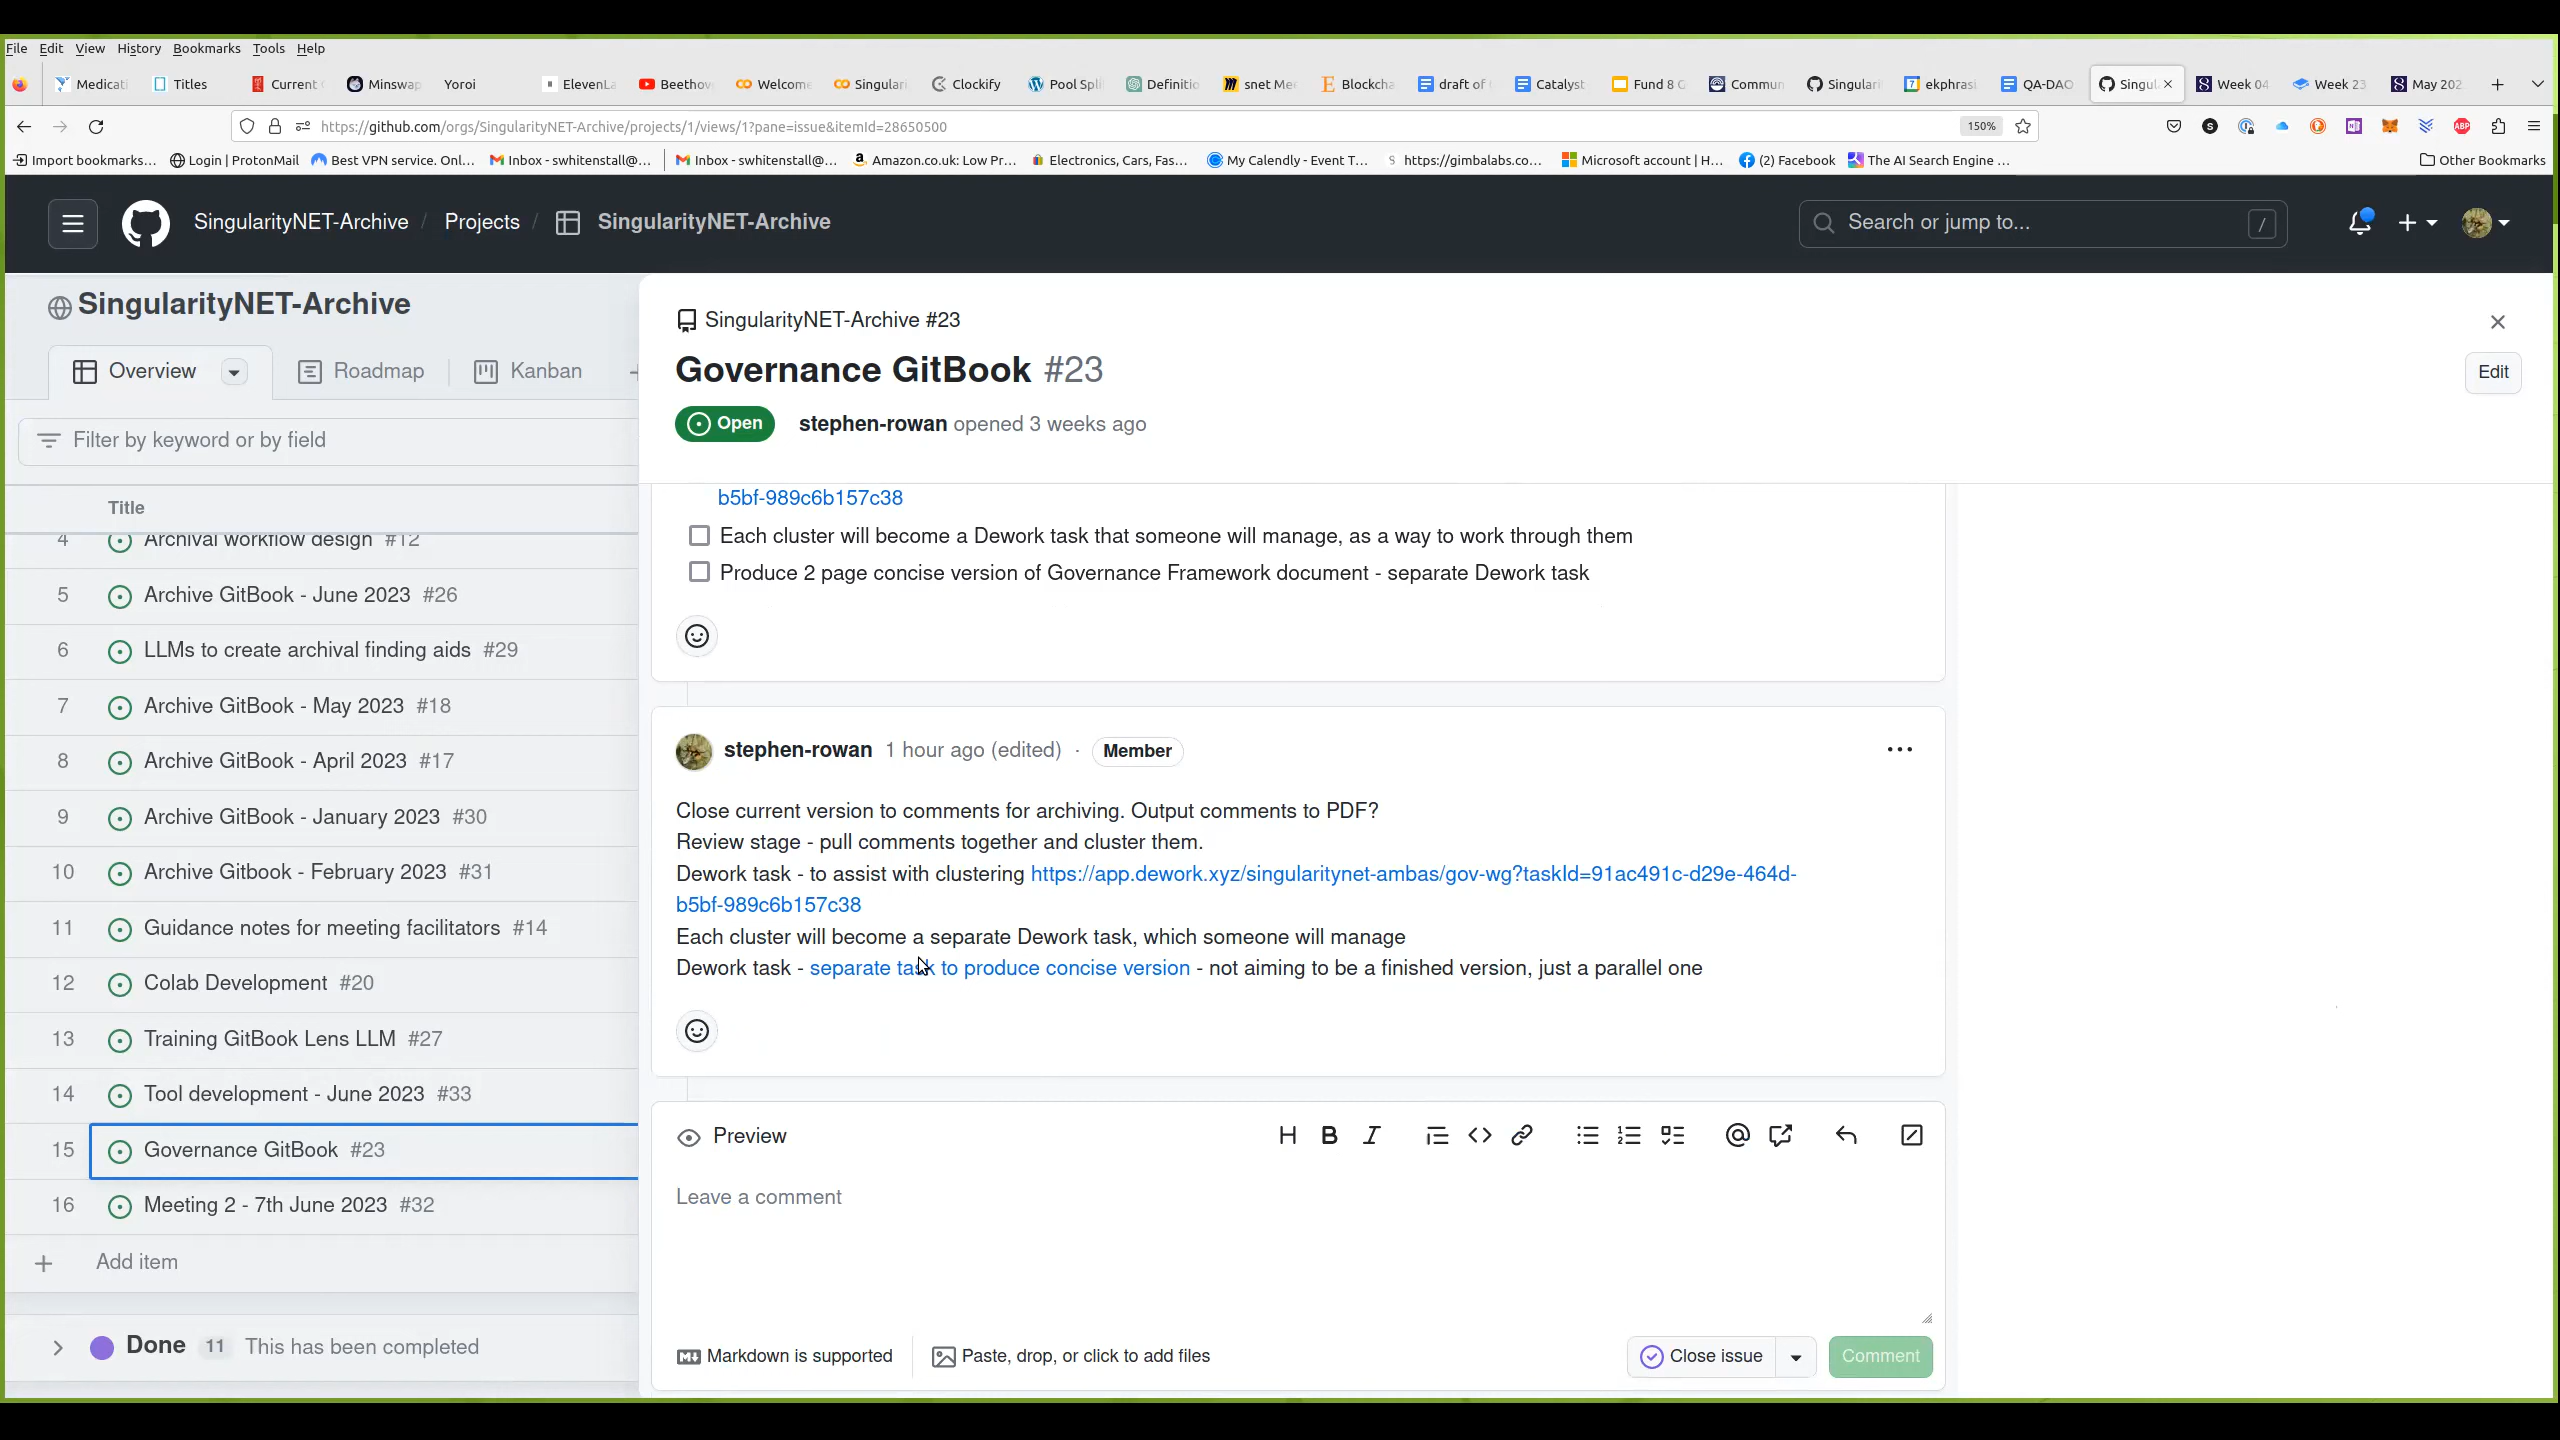 File Edit View History Bookmarks Tools Help
Medicati Titles Current Minswap Yoroi ElevenLa Beethov Welcome Singulari Clockify Pool Spli Definitio snet Me Blockcha draft of Catalyst Fund 8 Commun Singulari ekphrasi QA-DAO Singul Week 04 Week 23 May 202
https://github.com/orgs/SingularityNET-Archive/projects/1/views/1?pane=issue&itemId=28650500 150%
Import bookmarks... Login | ProtonMail Best VPN service. Onl... Inbox - swhitenstall@... Inbox - swhitenstall@... Amazon.co.uk: Low Pr... Electronics, Cars, Fas... My Calendly - Event T... https://gimbalabs.co... Microsoft account | H... (2) Facebook The AI Search Engine ... Other Bookmarks
SingularityNET-Archive / Projects / SingularityNET-Archive Search or jump to... /
SingularityNET-Archive
Overview Roadmap Kanban
Filter by keyword or by field
Title
4 Archival workflow design #12
5 Archive GitBook - June 2023 #26
6 LLMs to create archival finding aids #29
7 Archive GitBook - May 2023 #18
8 Archive GitBook - April 2023 #17
9 Archive GitBook - January 2023 #30
10 Archive Gitbook - February 2023 #31
11 Guidance notes for meeting facilitators #14
12 Colab Development #20
13 Training GitBook Lens LLM #27
14 Tool development - June 2023 #33
15 Governance GitBook #23
16 Meeting 2 - 7th June 2023 #32
Add item
Done 11 This has been completed
SingularityNET-Archive #23
Governance GitBook #23
Edit
Open stephen-rowan opened 3 weeks ago
b5bf-989c6b157c38
Each cluster will become a Dework task that someone will manage, as a way to work through them
Produce 2 page concise version of Governance Framework document - separate Dework task
stephen-rowan 1 hour ago (edited) · Member
Close current version to comments for archiving. Output comments to PDF?
Review stage - pull comments together and cluster them.
Dework task - to assist with clustering https://app.dework.xyz/singularitynet-ambas/gov-wg?taskId=91ac491c-d29e-464d-
b5bf-989c6b157c38
Each cluster will become a separate Dework task, which someone will manage
Dework task - separate task to produce concise version - not aiming to be a finished version, just a parallel one
Preview H B I
Leave a comment
Markdown is supported Paste, drop, or click to add files Close issue Comment